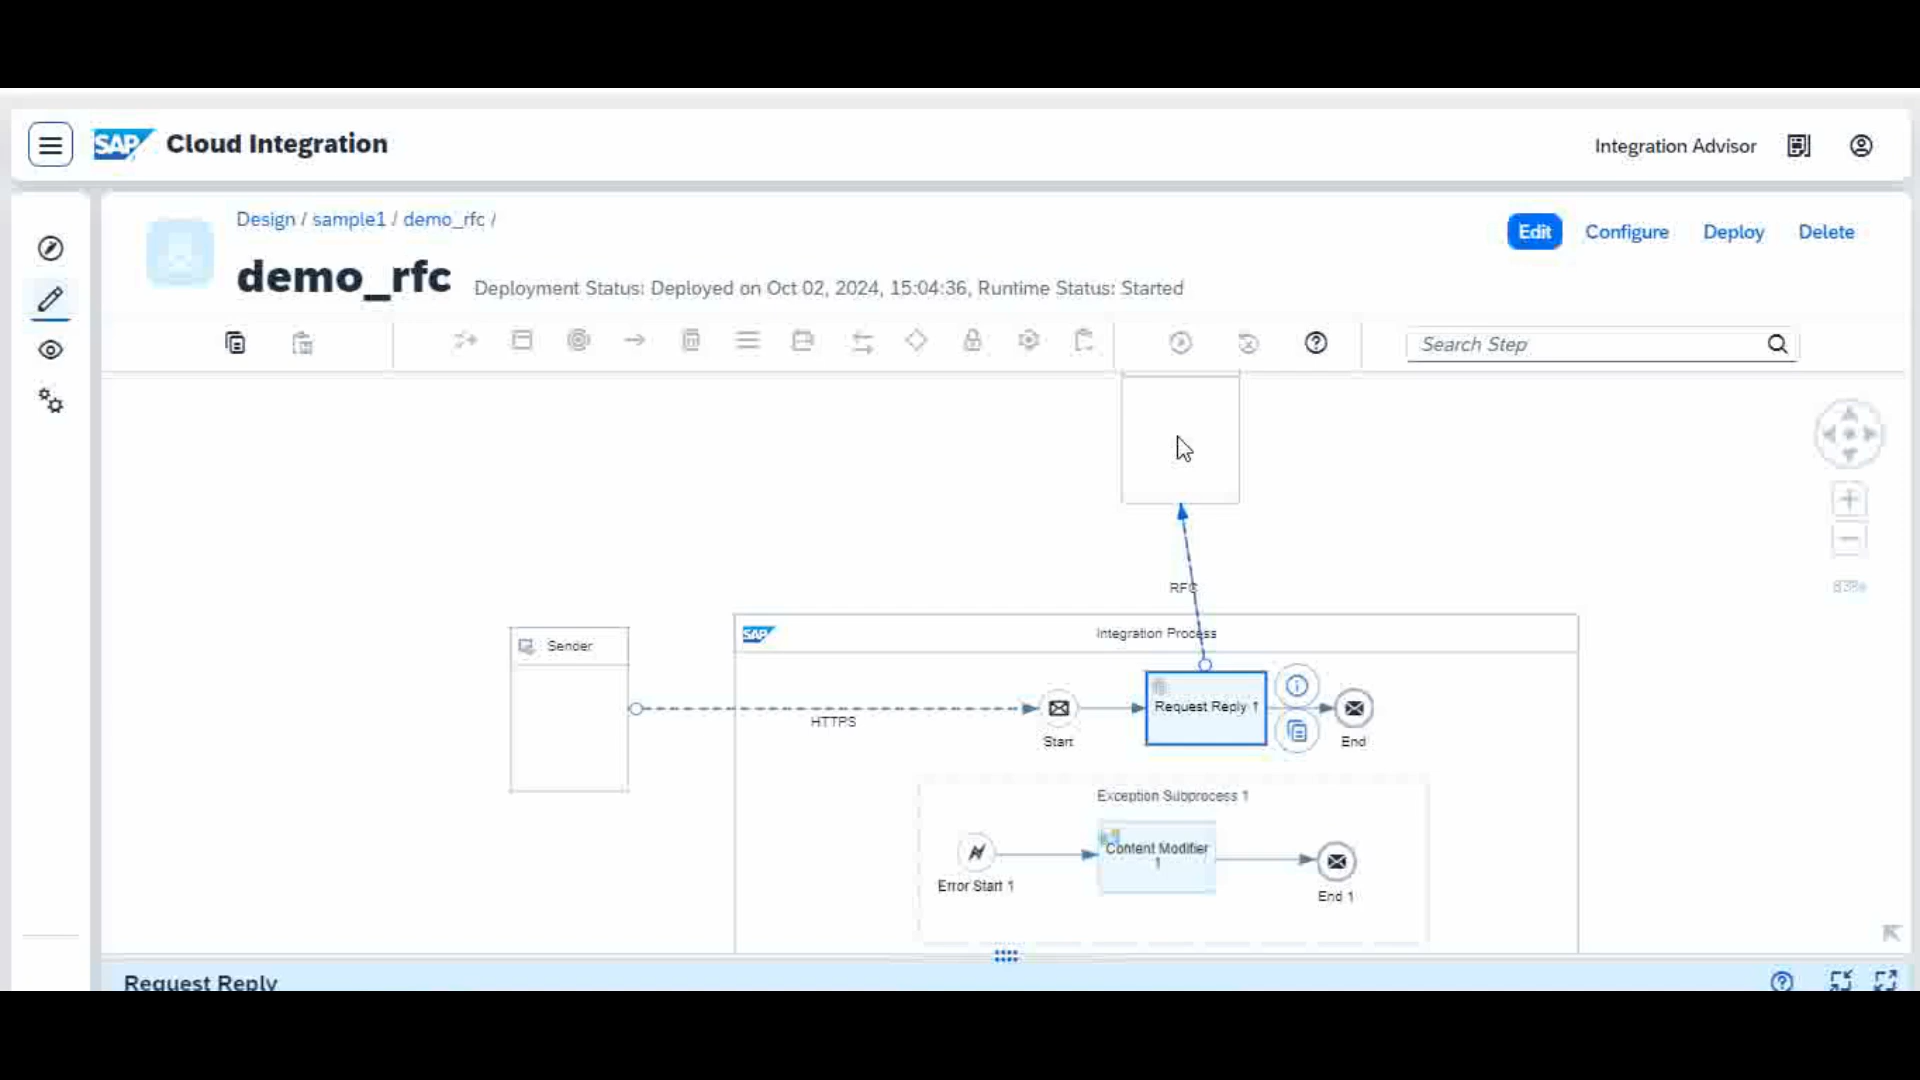 SAP Cloud Integration
Integration Advisor
Design / sample1 / demo_rfc /
Edit Configure Deploy Delete
demo_rfc
Deployment Status: Deployed on Oct 02, 2024, 15:04:36, Runtime Status: Started
Search Step
RFC
SAP Integration Process
Sender
Request Reply 1
HTTPS
Start
End
Exception Subprocess 1
Content Modifier
1
Error Start 1
End 1
Request Reply